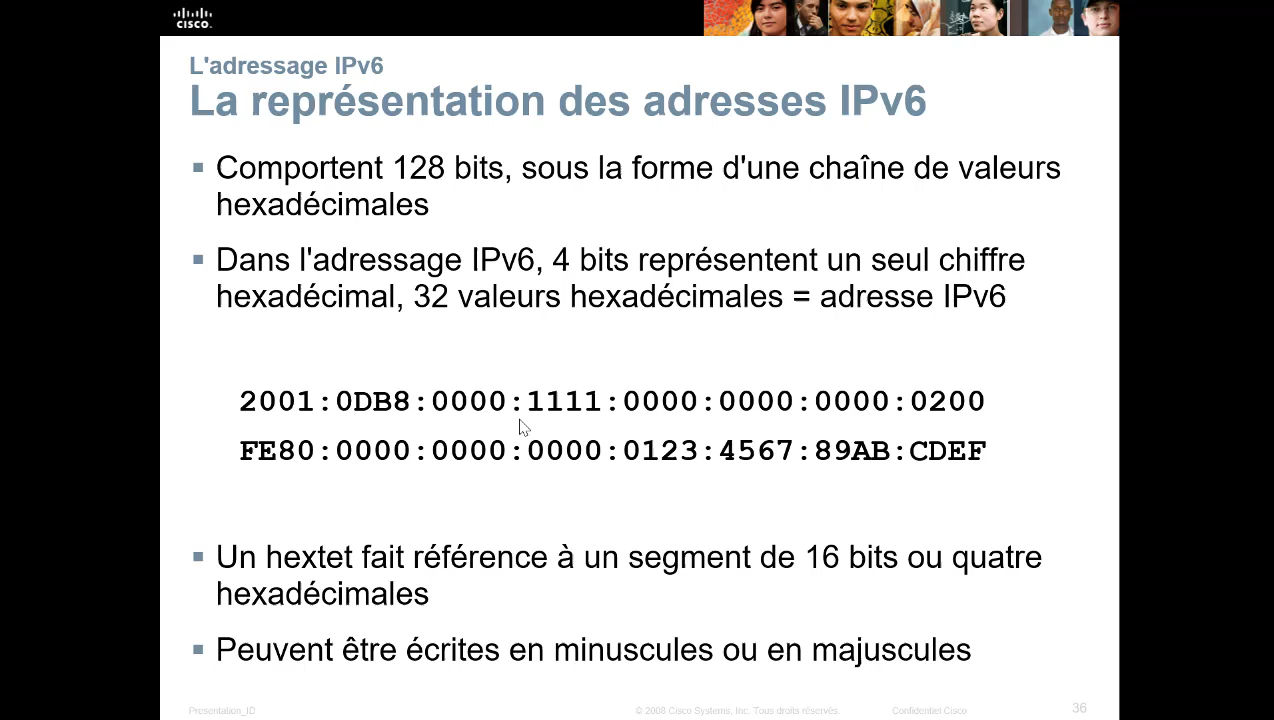 CISCO.
L'adressage IPv6
La représentation des adresses IPv6
Comportent 128 bits, sous la forme d'une chaîne de valeurs
hexadécimales
Dans l'adressage IPv6, 4 bits représentent un seul chiffre
hexadécimal, 32 valeurs hexadécimales = adresse IPv6
2001:0DB8:0000:1111:0000:0000:0000:0200
FE80:0000:0000:0000:0123:4567:89AB:CDEF
Un hextet fait référence à un segment de 16 bits ou quatre
hexadécimales
Peuvent être écrites en minuscules ou en majuscules
Presentation_ID © 2008 Cisco Systems, Inc. Tous droits réservés. Confidentiel Cisco 36